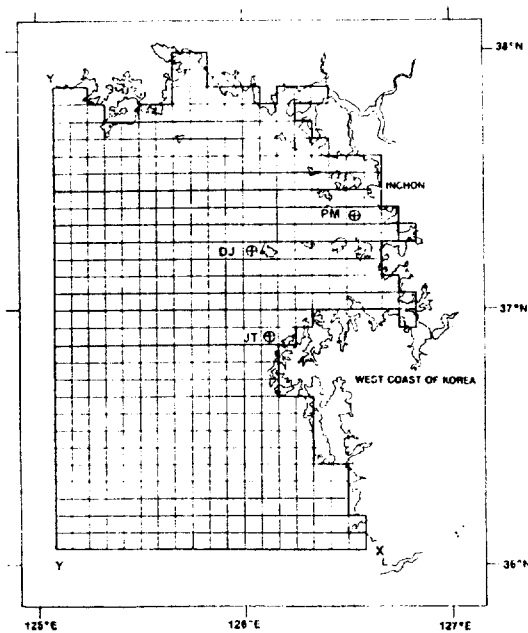 38°N
Y
INCHON
PM
DJ
37°N
JT
WEST COAST OF KOREA
X
L
Y
36°N
125°E
126°E
127°E